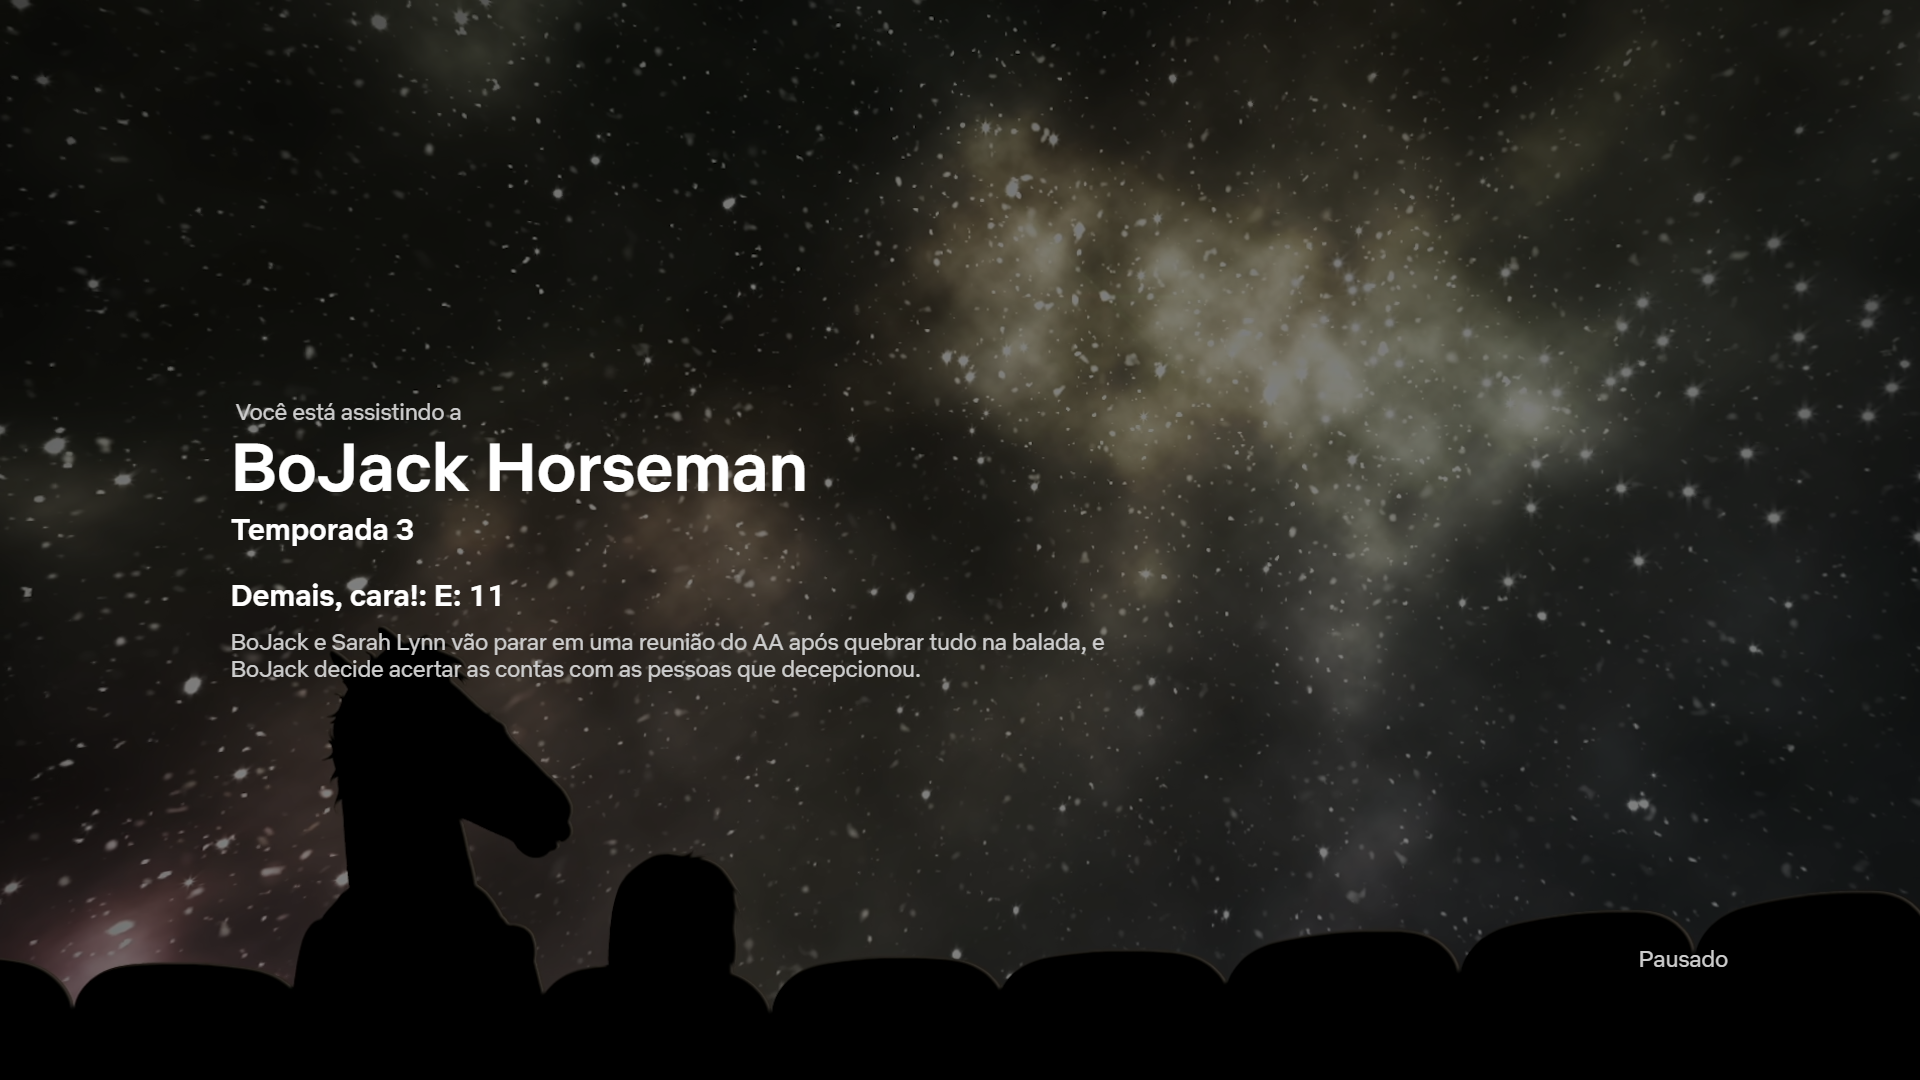 Você está assistindo a
BoJack Horseman
Temporada 3
Demais, cara!: E: 11
BoJack e Sarah Lynn vão parar em uma reunião do AA após quebrar tudo na balada, e
BoJack decide acertar as contas com as pessoas que decepcionou.
Pausado